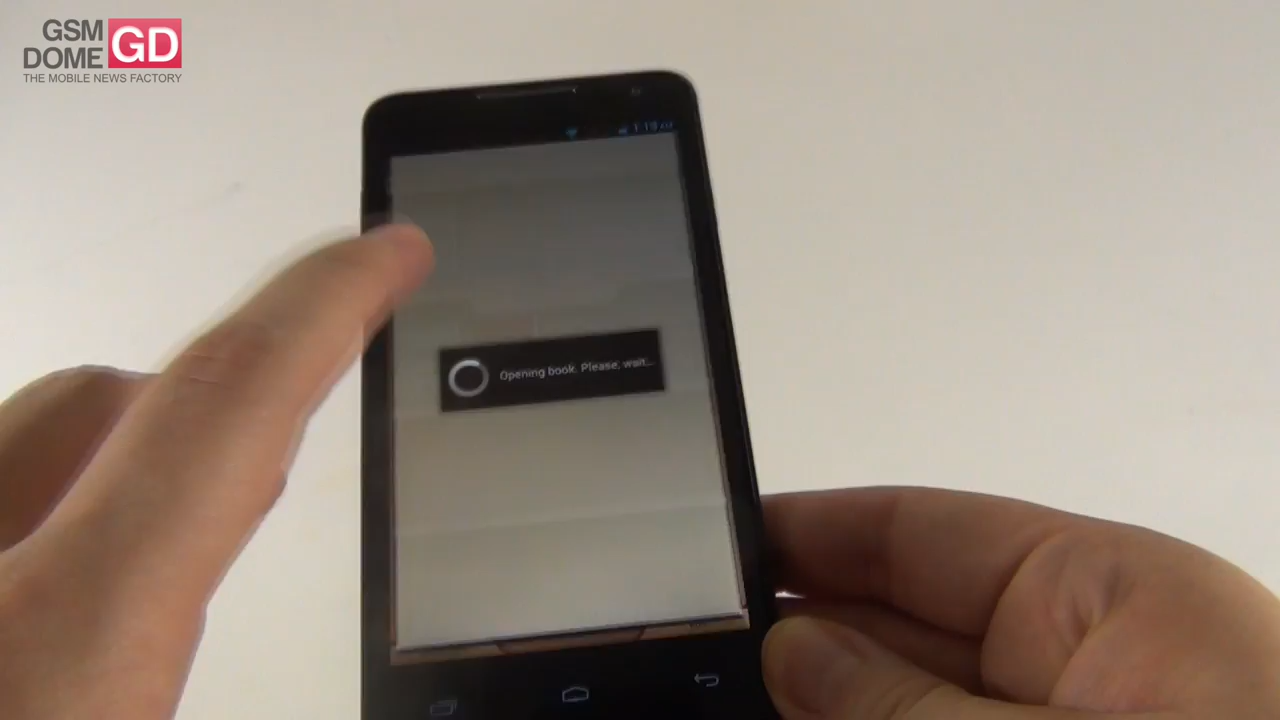 GSM
DOME GD
THE MOBILE NEWS FACTORY
Opening book. Please, wait...